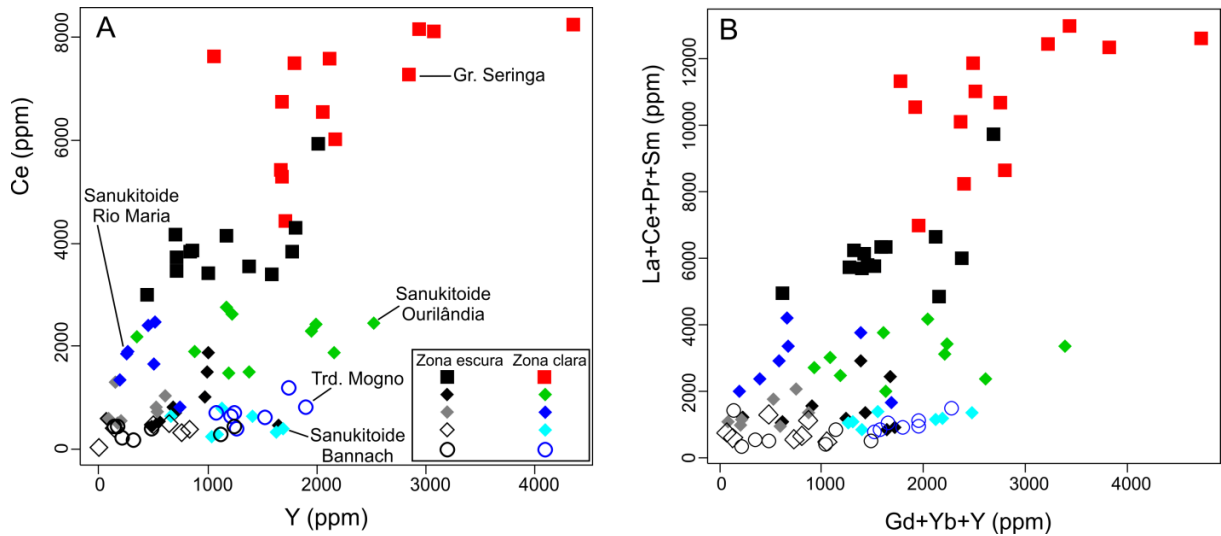 A
Ce (ppm)
8000
6000
4000
2000
0
Gr. Seringa
Sanukitoide
Rio Maria
Sanukitoide
Ourilândia
Zona escura
Zona clara
Trd. Mogno
Sanukitoide
Bannach
0
1000
2000
3000
4000
Y (ppm)
B
La+Ce+Pr+Sm (ppm)
12000
10000
8000
6000
4000
2000
0
0
1000
2000
3000
4000
Gd+Yb+Y (ppm)